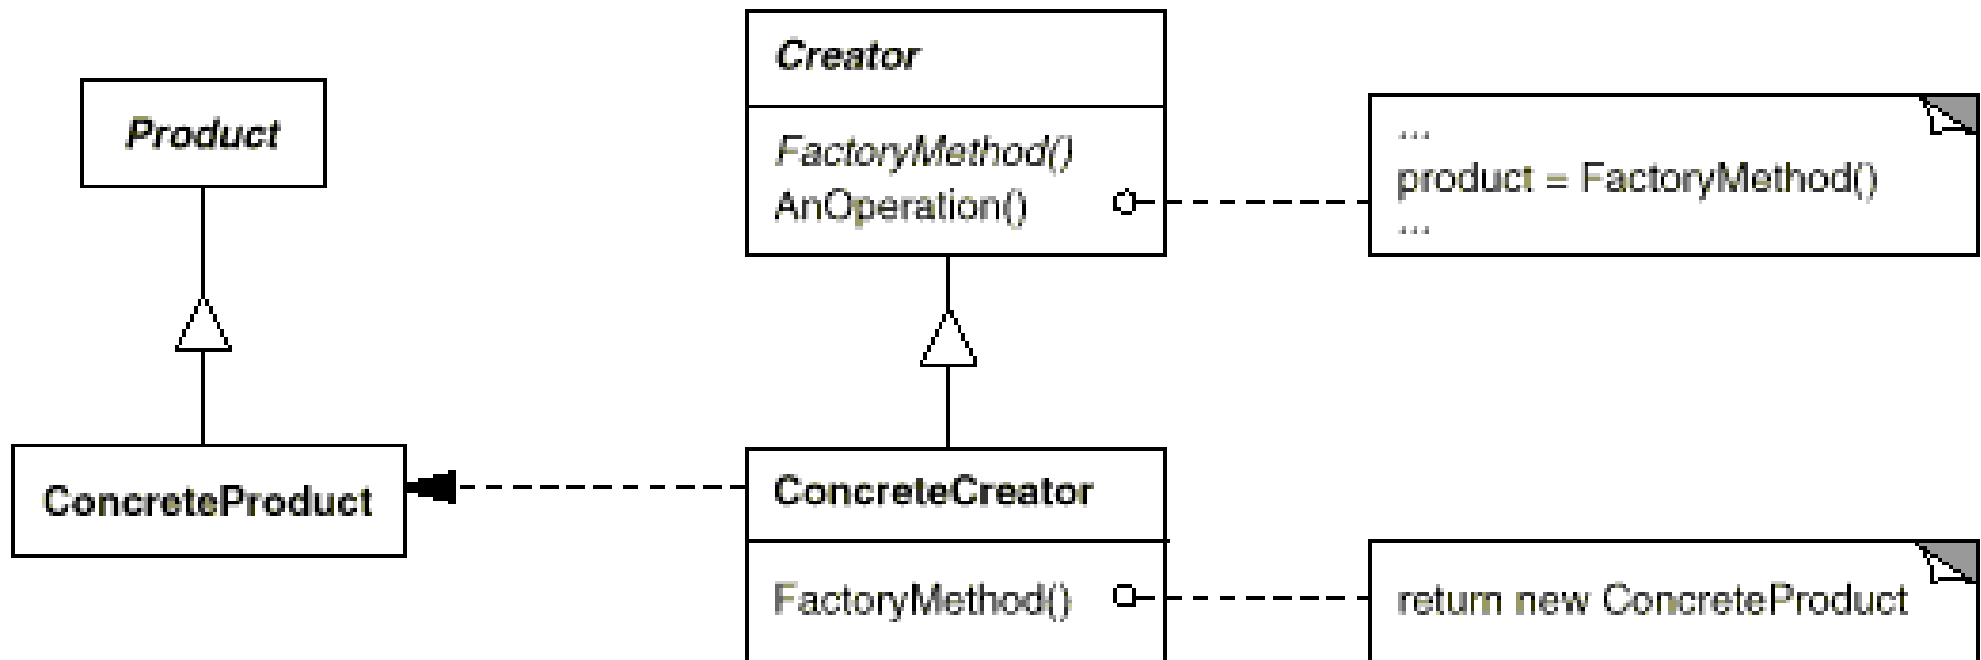 Creator
Product
FactoryMethod()
AnOperation()
...
product = FactoryMethod()
...
ConcreteProduct
ConcreteCreator
FactoryMethod()
return new ConcreteProduct